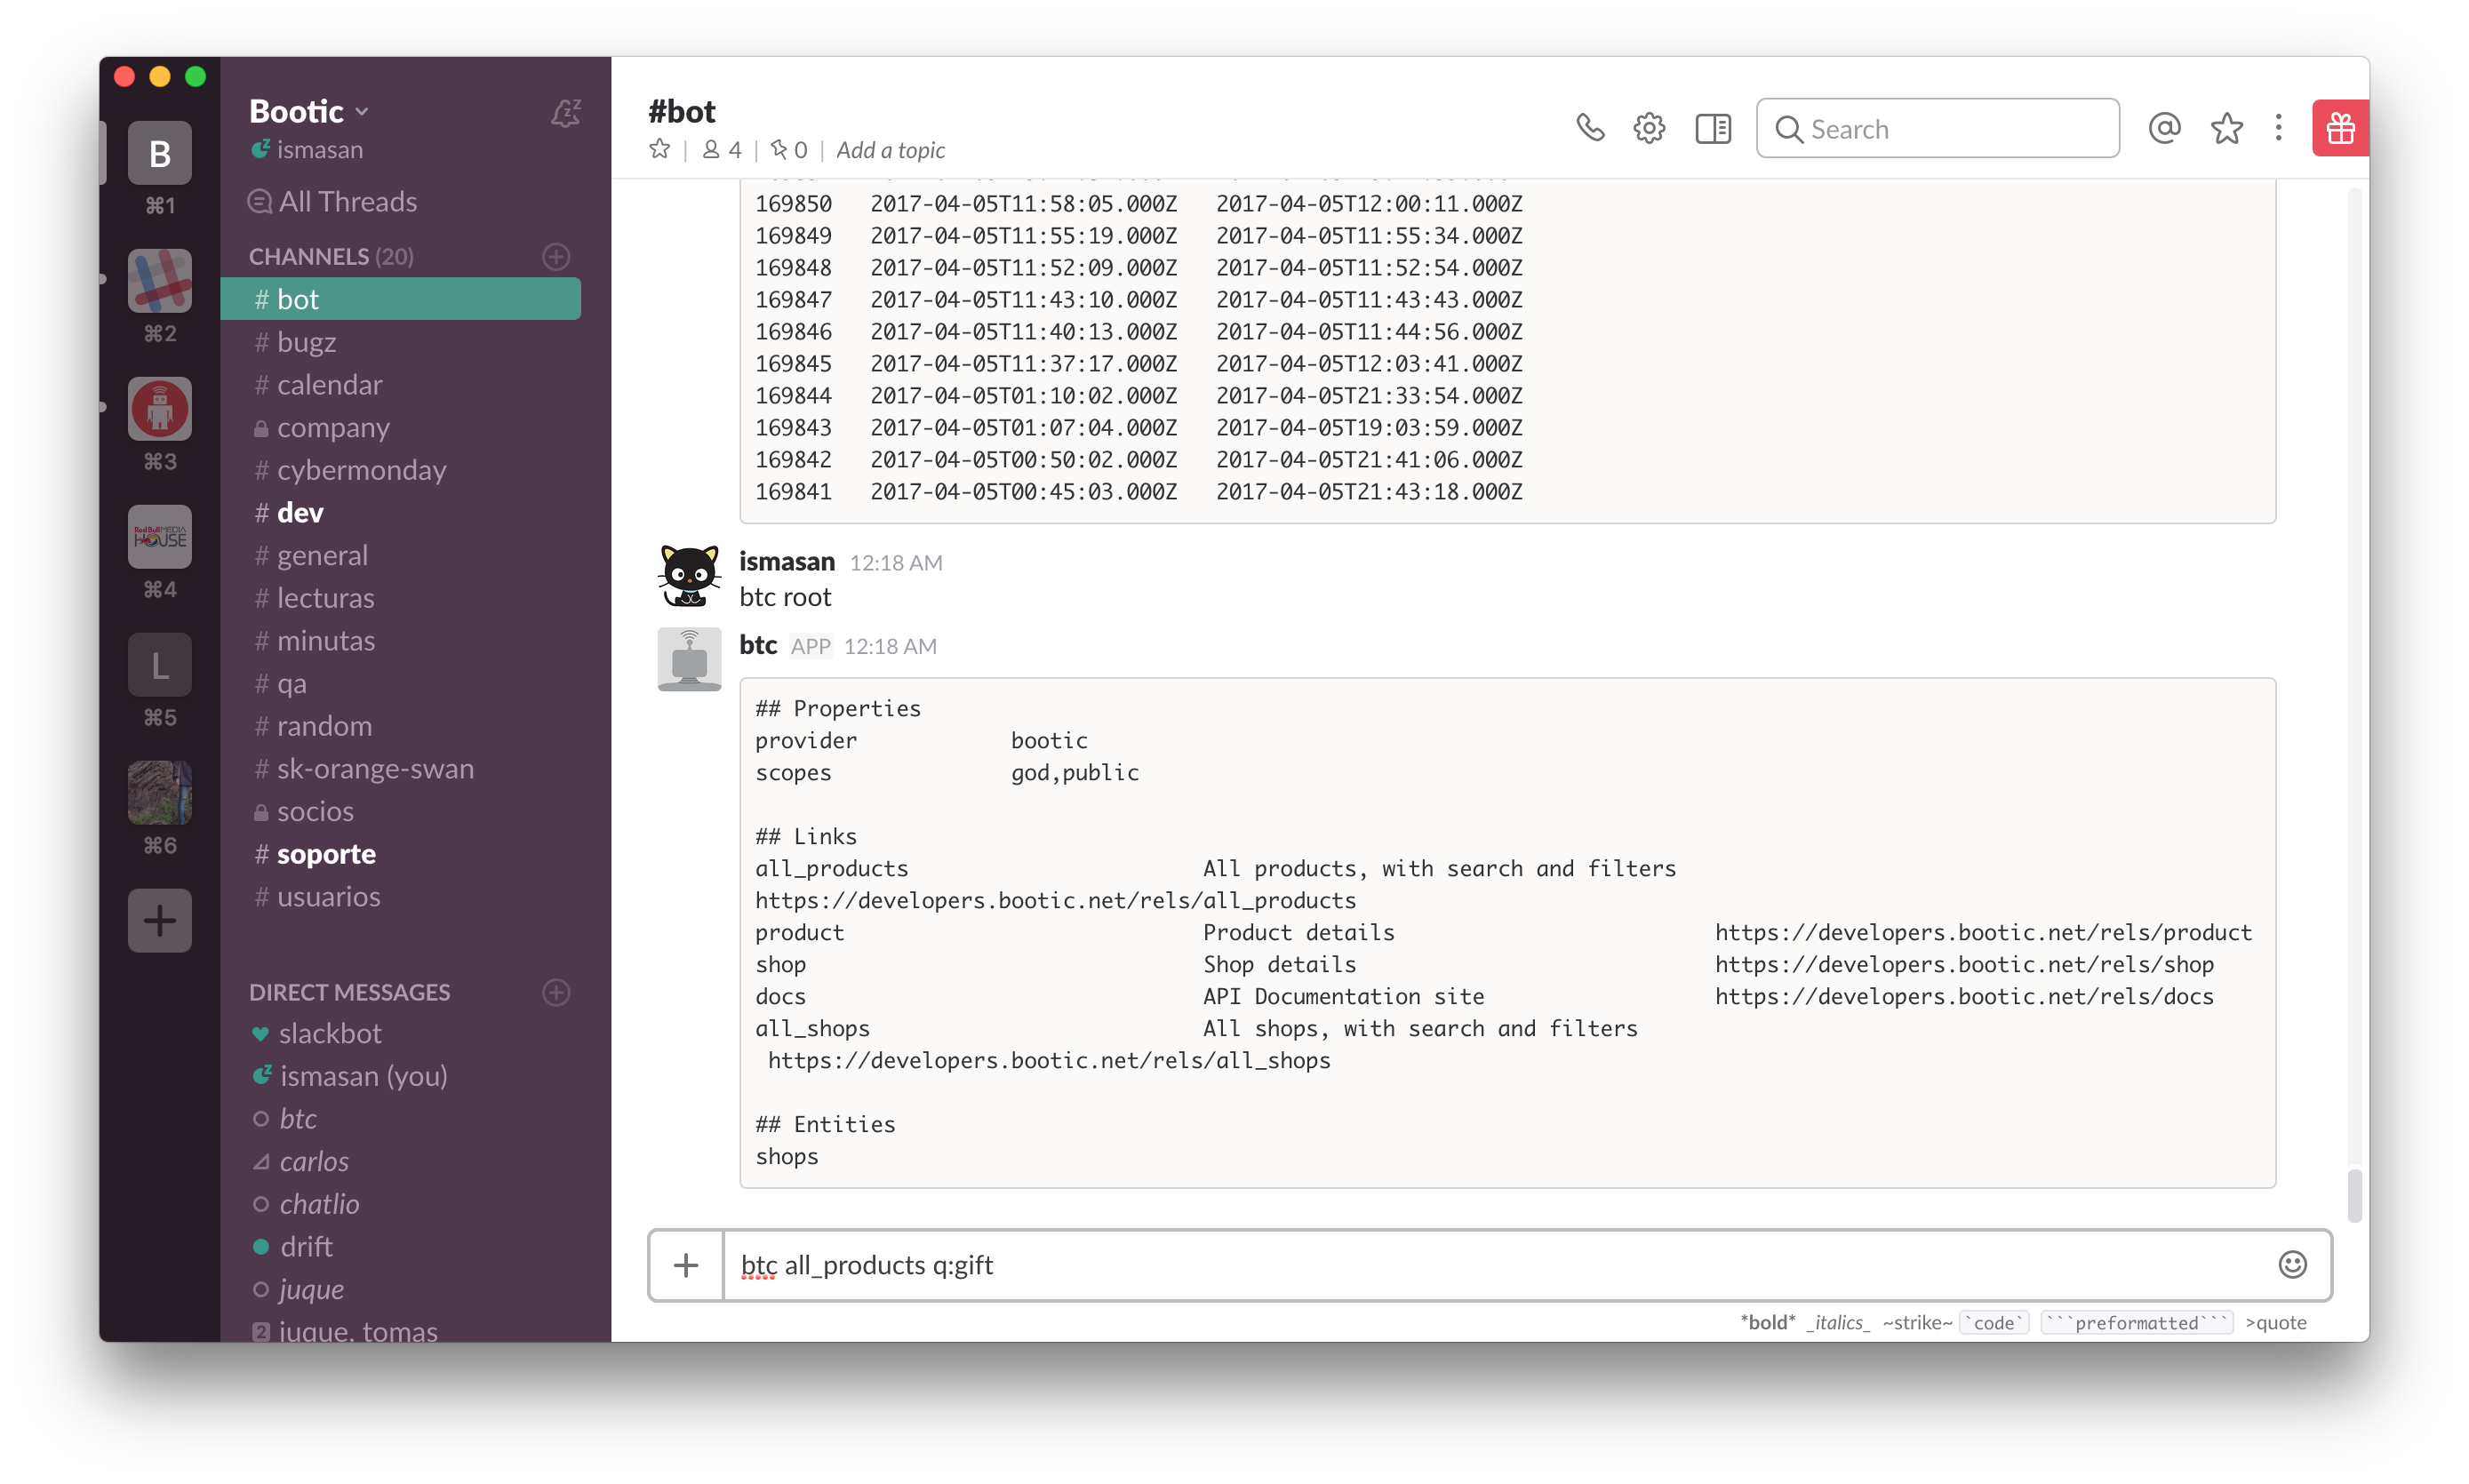 B
⌘1
⌘2
⌘3
Red Bull MEDIA
HOUSE
⌘4
L
⌘5
⌘6
Bootic
ismasan
All Threads
CHANNELS (20)
# bot
# bugz
# calendar
company
# cybermonday
# dev
# general
# lecturas
# minutas
# qa
# random
# sk-orange-swan
socios
# soporte
# usuarios
DIRECT MESSAGES
slackbot
ismasan (you)
btc
carlos
chatlio
drift
juque
2 juque, tomas
#bot
4 | 0 | Add a topic
Search
169850 2017-04-05T11:58:05.000Z 2017-04-05T12:00:11.000Z
169849 2017-04-05T11:55:19.000Z 2017-04-05T11:55:34.000Z
169848 2017-04-05T11:52:09.000Z 2017-04-05T11:52:54.000Z
169847 2017-04-05T11:43:10.000Z 2017-04-05T11:43:43.000Z
169846 2017-04-05T11:40:13.000Z 2017-04-05T11:44:56.000Z
169845 2017-04-05T11:37:17.000Z 2017-04-05T12:03:41.000Z
169844 2017-04-05T01:10:02.000Z 2017-04-05T21:33:54.000Z
169843 2017-04-05T01:07:04.000Z 2017-04-05T19:03:59.000Z
169842 2017-04-05T00:50:02.000Z 2017-04-05T21:41:06.000Z
169841 2017-04-05T00:45:03.000Z 2017-04-05T21:43:18.000Z
ismasan 12:18 AM
btc root
btc APP 12:18 AM
## Properties
provider bootic
scopes god,public
## Links
all_products All products, with search and filters
https://developers.bootic.net/rels/all_products
product Product details https://developers.bootic.net/rels/product
shop Shop details https://developers.bootic.net/rels/shop
docs API Documentation site https://developers.bootic.net/rels/docs
all_shops All shops, with search and filters
https://developers.bootic.net/rels/all_shops
## Entities
shops
btc all_products q:gift
*bold* _italics_ ~strike~ `code` ```preformatted``` >quote